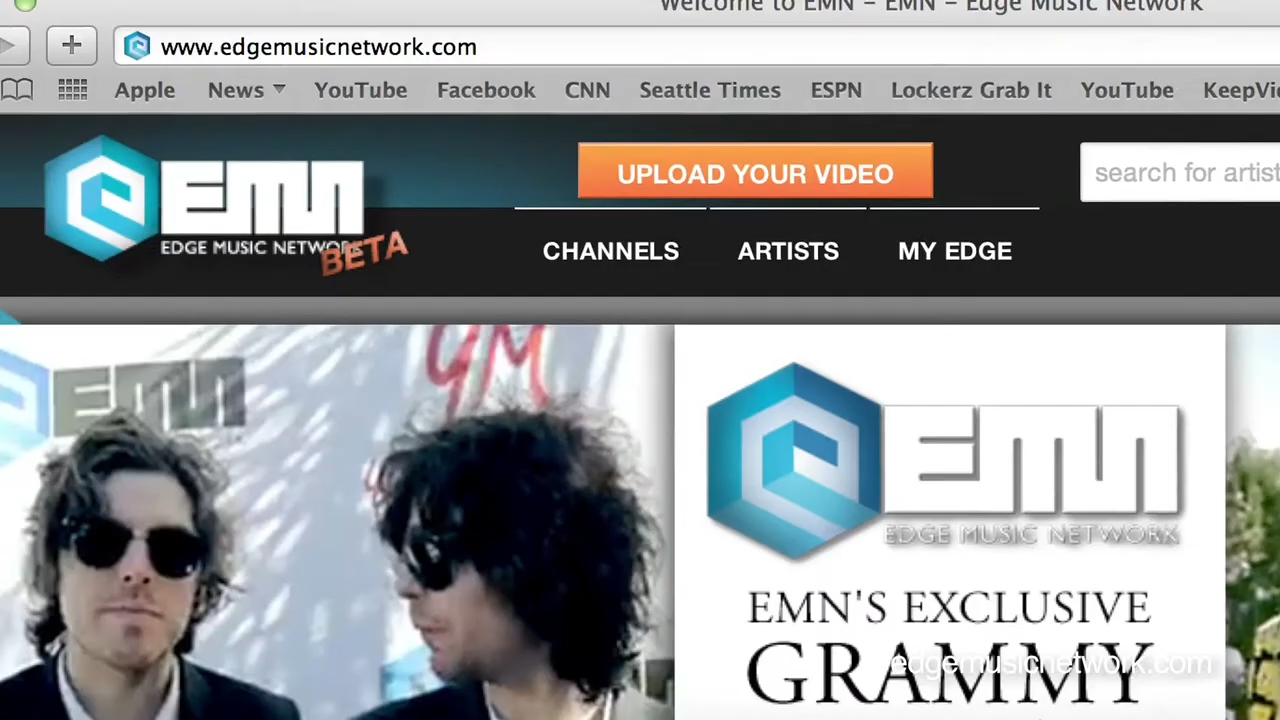 Welcome to EMN – EMN – Edge Music Network
www.edgemusicnetwork.com
Apple News YouTube Facebook CNN Seattle Times ESPN Lockerz Grab It YouTube
EMN
EDGE MUSIC NETWORK
BETA
UPLOAD YOUR VIDEO
search for artist
CHANNELS ARTISTS MY EDGE
EMN
GM
EMN
EDGE MUSIC NETWORK
EMN'S EXCLUSIVE
GRAMMY
edgemusicnetwork.com